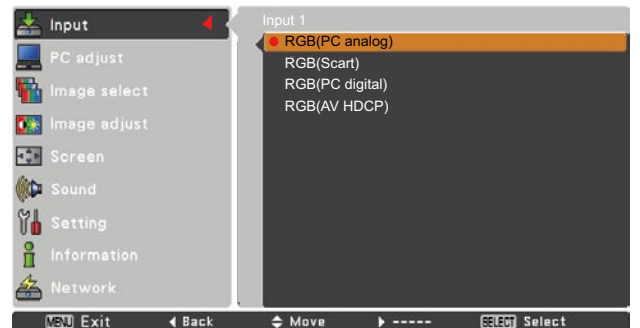 Input
PC adjust
Image select
Image adjust
Screen
Sound
Setting
Information
Network
Input 1
RGB(PC analog)
RGB(Scart)
RGB(PC digital)
RGB(AV HDCP)
MENU Exit Back Move ----- SELECT Select